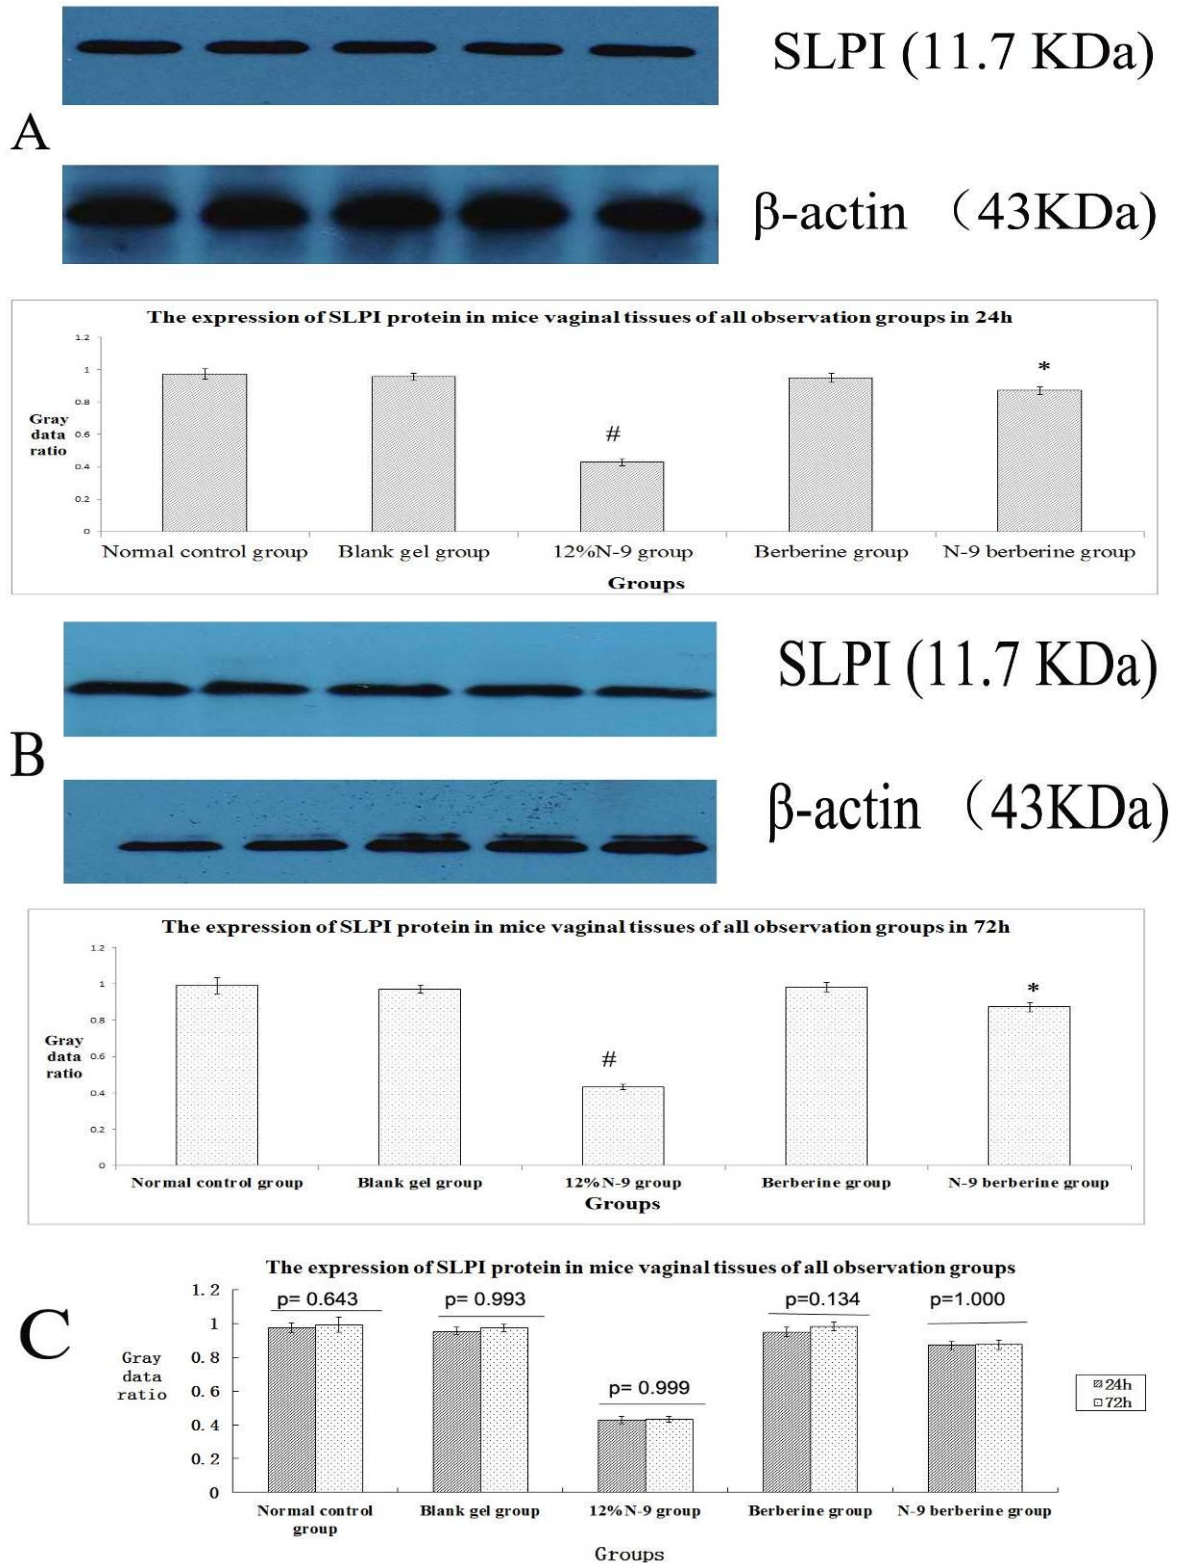 SLPI (11.7 KDa)
A
β-actin （43KDa)
The expression of SLPI protein in mice vaginal tissues of all observation groups in 24h
1.2
1
0.8
0.6
0.4
0.2
0
Gray
data
ratio
#
*
Normal control group Blank gel group 12%N-9 group Berberine group N-9 berberine group
Groups
SLPI (11.7 KDa)
B
β-actin （43KDa)
The expression of SLPI protein in mice vaginal tissues of all observation groups in 72h
1.2
1
0.8
0.6
0.4
0.2
0
Gray
data
ratio
#
*
Normal control group Blank gel group 12%N-9 group Berberine group N-9 berberine group
Groups
C
The expression of SLPI protein in mice vaginal tissues of all observation groups
1.2
1
0.8
0.6
0.4
0.2
0
Gray
data
ratio
p= 0.643 p= 0.993 p= 0.999 p=0.134 p=1.000
24h
72h
Normal control Blank gel group 12%N-9 group Berberine group N-9 berberine group
group
Groups